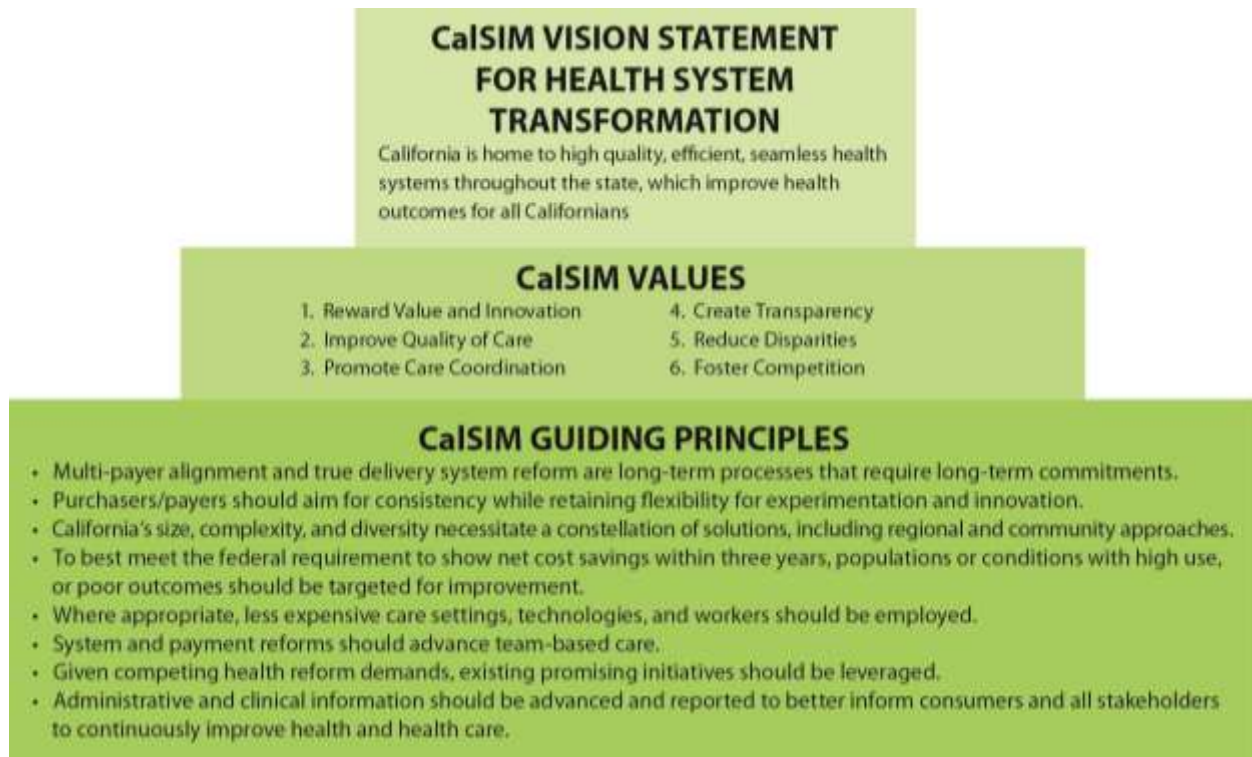 CalSIM VISION STATEMENT
FOR HEALTH SYSTEM
TRANSFORMATION
California is home to high quality, efficient, seamless health
systems throughout the state, which improve health
outcomes for all Californians
CalSIM VALUES
1. Reward Value and Innovation
2. Improve Quality of Care
3. Promote Care Coordination
4. Create Transparency
5. Reduce Disparities
6. Foster Competition
CalSIM GUIDING PRINCIPLES
• Multi-payer alignment and true delivery system reform are long-term processes that require long-term commitments.
• Purchasers/payers should aim for consistency while retaining flexibility for experimentation and innovation.
• California's size, complexity, and diversity necessitate a constellation of solutions, including regional and community approaches.
• To best meet the federal requirement to show net cost savings within three years, populations or conditions with high use,
or poor outcomes should be targeted for improvement.
• Where appropriate, less expensive care settings, technologies, and workers should be employed.
• System and payment reforms should advance team-based care.
• Given competing health reform demands, existing promising initiatives should be leveraged.
• Administrative and clinical information should be advanced and reported to better inform consumers and all stakeholders
to continuously improve health and health care.